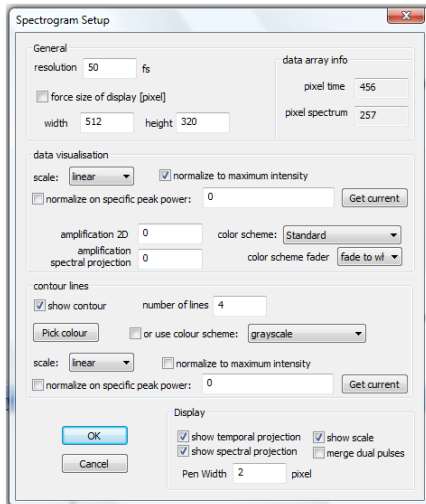 Spectrogram Setup
General
resolution 50 fs
force size of display [pixel]
width 512 height 320
data array info
pixel time 456
pixel spectrum 257
data visualisation
scale: linear normalize to maximum intensity
normalize on specific peak power: 0 Get current
amplification 2D 0 color scheme: Standard
amplification
spectral projection 0 color scheme fader fade to wl
contour lines
show contour number of lines 4
Pick colour or use colour scheme: grayscale
scale: linear normalize to maximum intensity
normalize on specific peak power: 0 Get current
OK
Cancel
Display
show temporal projection show scale
show spectral projection merge dual pulses
Pen Width 2 pixel